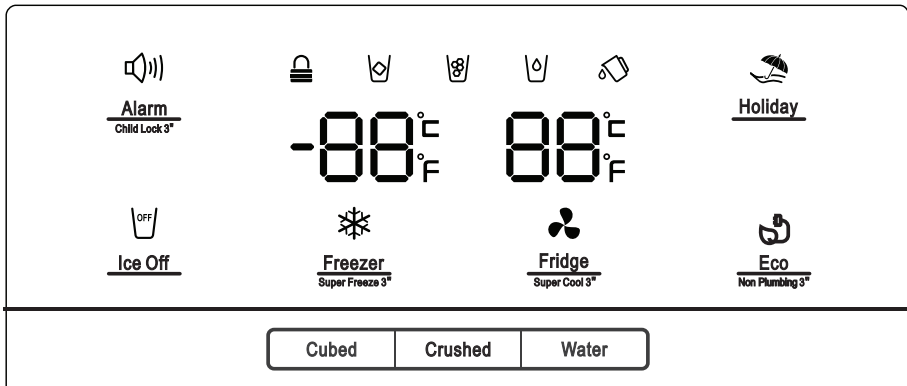 Alarm
Child Lock 3"
Holiday
-88°C °F
88°C °F
OFF
Ice Off
Freezer
Super Freeze 3"
Fridge
Super Cool 3"
Eco
Non Plumbing 3"
Cubed
Crushed
Water